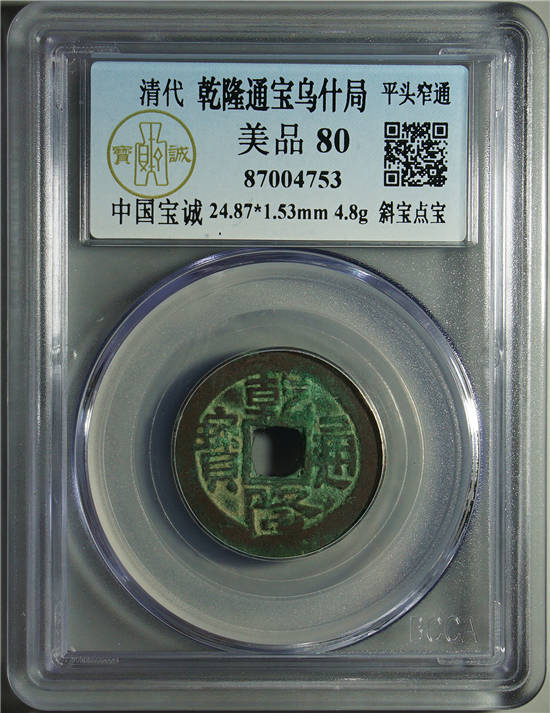 清代 乾隆通宝乌什局 平头窄通
美品 80
寶 誠
87004753
中国宝诚 24.87*1.53mm 4.8g 斜宝点宝
乾隆通寶